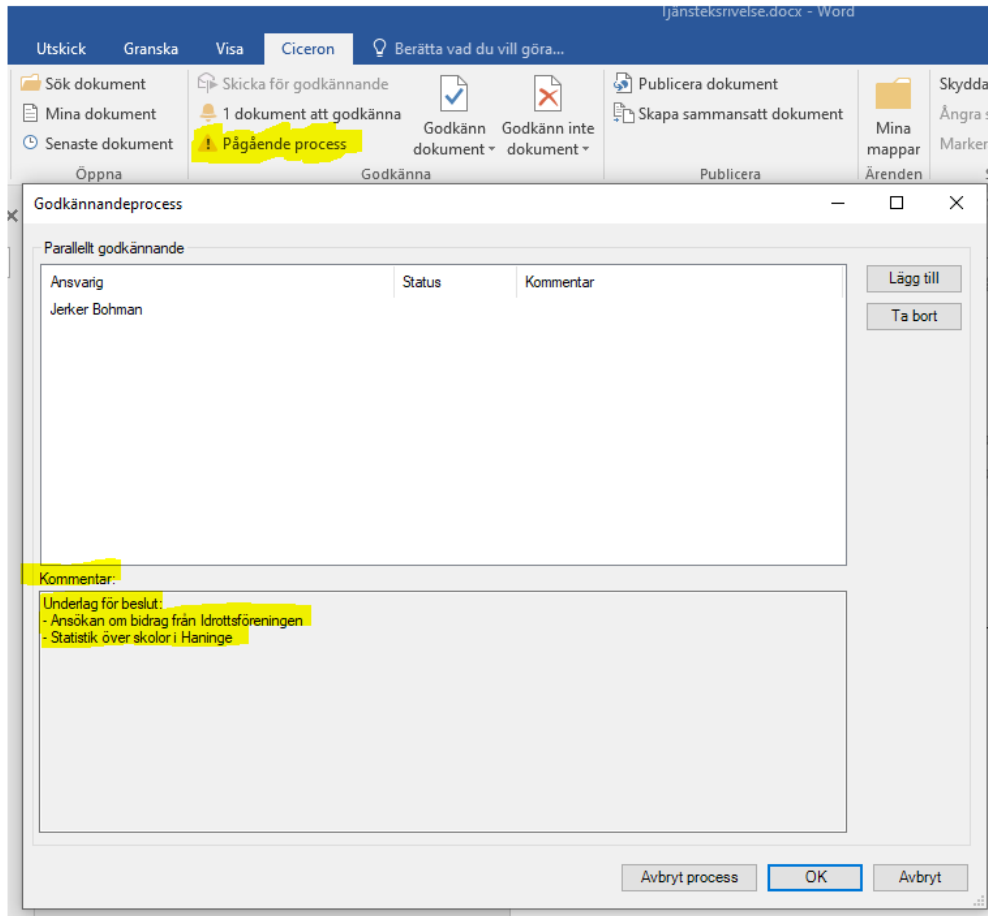 Tjänsteksrivelse.docx - Word
Utskick Granska Visa Ciceron Berätta vad du vill göra...
Sök dokument
Mina dokument
Senaste dokument
Öppna
Skicka för godkännande
1 dokument att godkänna
Pågående process
Godkänn dokument
Godkänn inte dokument
Godkänna
Publicera dokument
Skapa sammansatt dokument
Publicera
Mina
mappar
Ärenden
Skydda
Ångra
Marker
Godkännandeprocess
Parallellt godkännande
Ansvarig Status Kommentar
Jerker Bohman
Lägg till
Ta bort
Kommentar:
Underlag för beslut:
- Ansökan om bidrag från Idrottsföreningen
- Statistik över skolor i Haninge
Avbryt process OK Avbryt